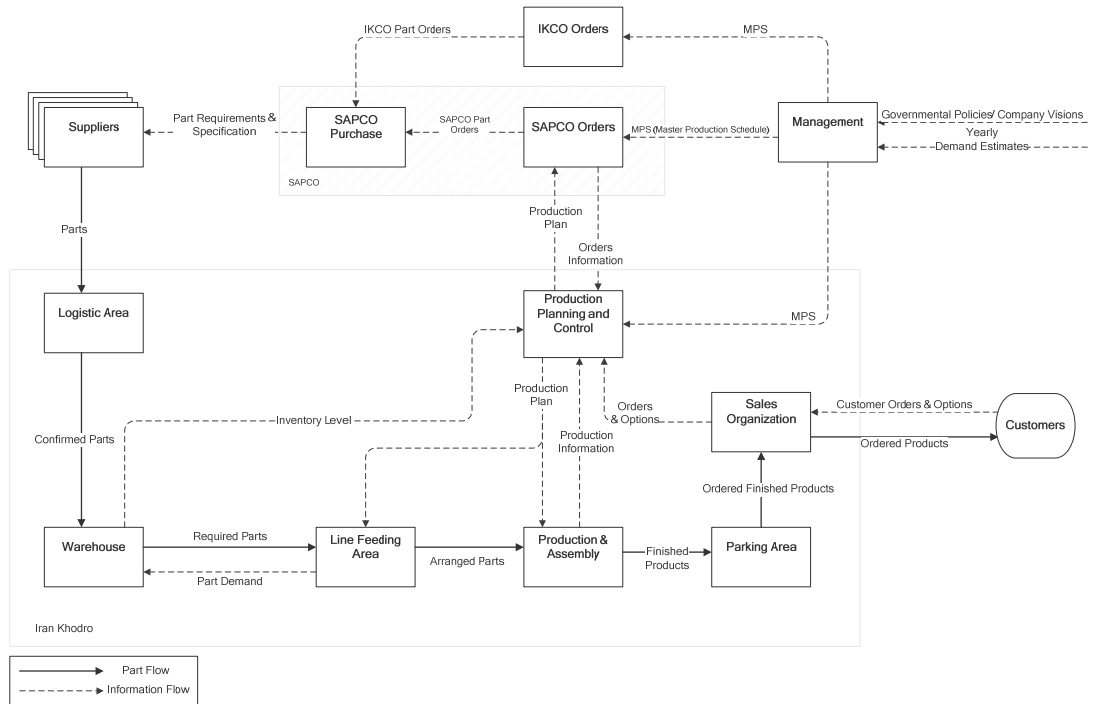 IKCO Part Orders
IKCO Orders
MPS
Suppliers
Part Requirements &
Specification
SAPCO
Purchase
SAPCO Part
Orders
SAPCO Orders
MPS (Master Production Schedule)
Management
Governmental Policies/ Company Visions
Yearly
Demand Estimates
SAPCO
Parts
Production
Plan
Orders
Information
Logistic Area
Production
Planning and
Control
MPS
Production
Plan
Orders
& Options
Sales
Organization
Customer Orders & Options
Customers
Ordered Products
Inventory Level
Confirmed Parts
Production
Information
Ordered Finished Products
Warehouse
Required Parts
Line Feeding
Area
Arranged Parts
Production &
Assembly
Finished
Products
Parking Area
Part Demand
Iran Khodro
Part Flow
Information Flow